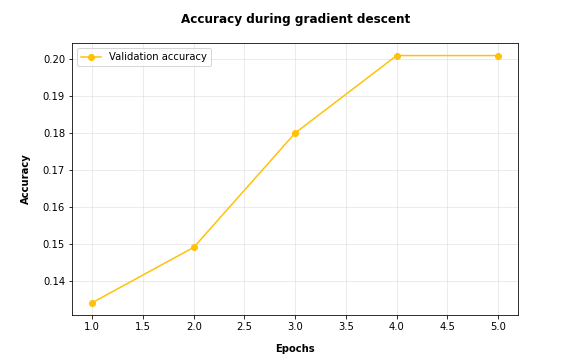 Accuracy during gradient descent
Validation accuracy
0.20
0.19
0.18
0.17
0.16
0.15
0.14
Accuracy
1.0 1.5 2.0 2.5 3.0 3.5 4.0 4.5 5.0
Epochs